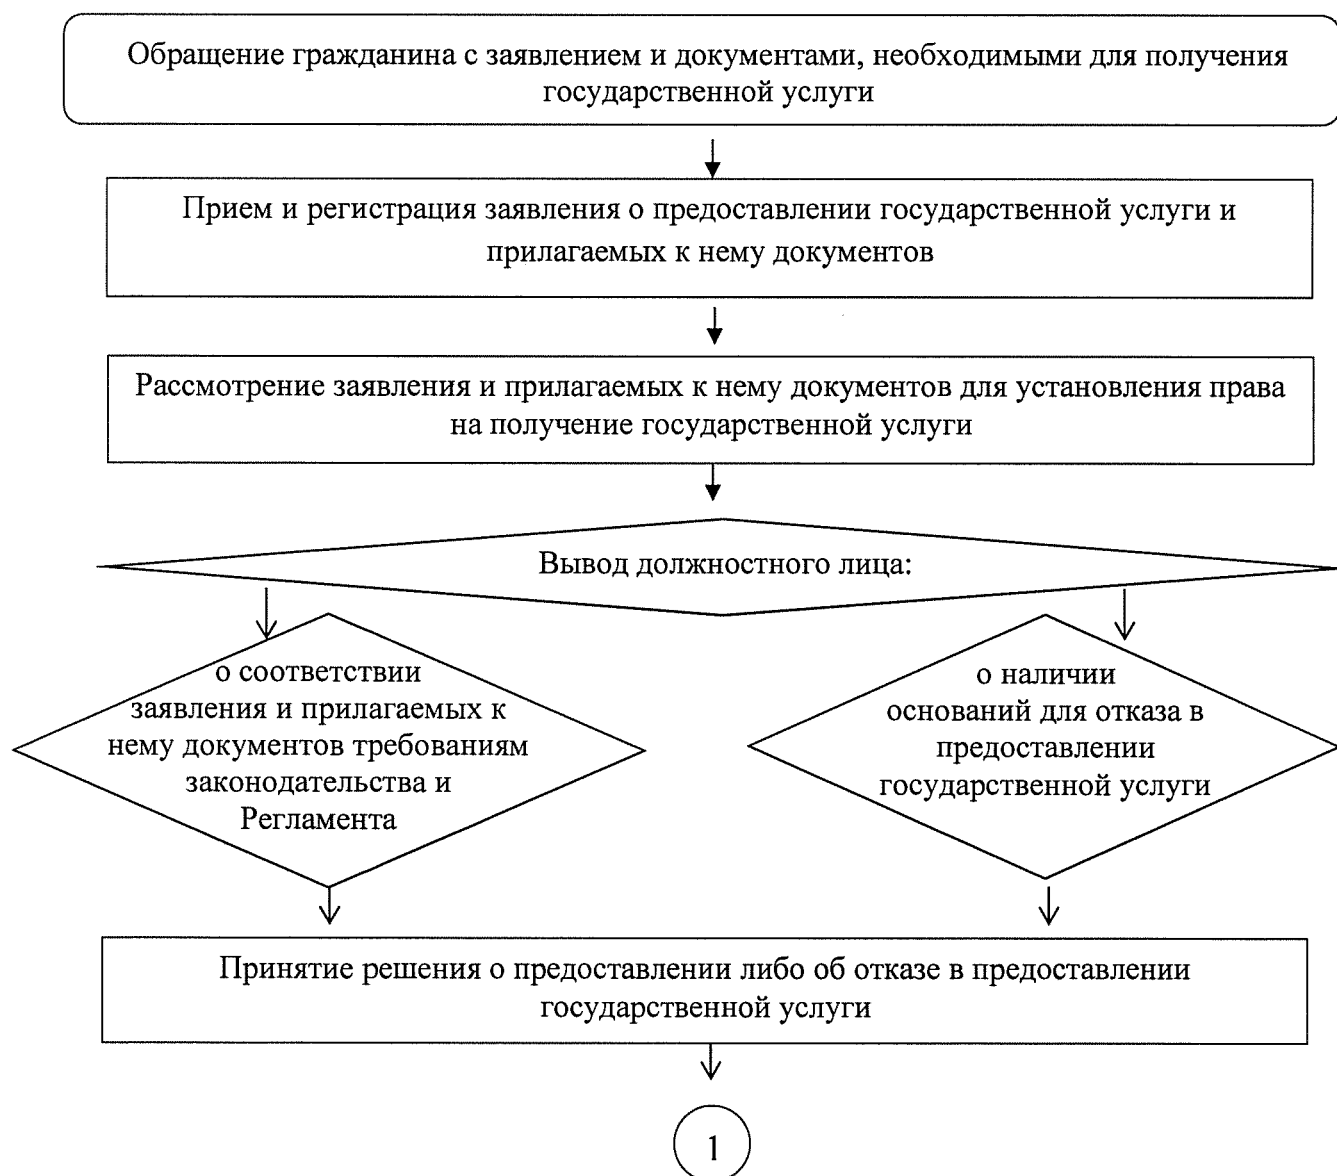 Обращение гражданина с заявлением и документами, необходимыми для получения
государственной услуги
Прием и регистрация заявления о предоставлении государственной услуги и
прилагаемых к нему документов
Рассмотрение заявления и прилагаемых к нему документов для установления права
на получение государственной услуги
Вывод должностного лица:
о соответствии
заявления и прилагаемых к
нему документов требованиям
законодательства и
Регламента
о наличии
оснований для отказа в
предоставлении
государственной услуги
Принятие решения о предоставлении либо об отказе в предоставлении
государственной услуги
1